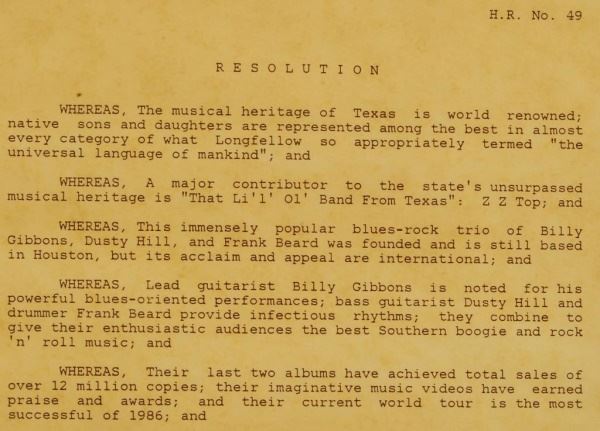 H.R. No. 49
RESOLUTION
WHEREAS, The musical heritage of Texas is world renowned;
native sons and daughters are represented among the best in almost
every category of what Longfellow so appropriately termed "the
universal language of mankind"; and
WHEREAS, A major contributor to the state's unsurpassed
musical heritage is "That Li'l' Ol' Band From Texas": Z Z Top; and
WHEREAS, This immensely popular blues-rock trio of Billy
Gibbons, Dusty Hill, and Frank Beard was founded and is still based
in Houston, but its acclaim and appeal are international; and
WHEREAS, Lead guitarist Billy Gibbons is noted for his
powerful blues-oriented performances; bass guitarist Dusty Hill and
drummer Frank Beard provide infectious rhythms; they combine to
give their enthusiastic audiences the best Southern boogie and rock
'n' roll music; and
WHEREAS, Their last two albums have achieved total sales of
over 12 million copies; their imaginative music videos have earned
praise and awards; and their current world tour is the most
successful of 1986; and